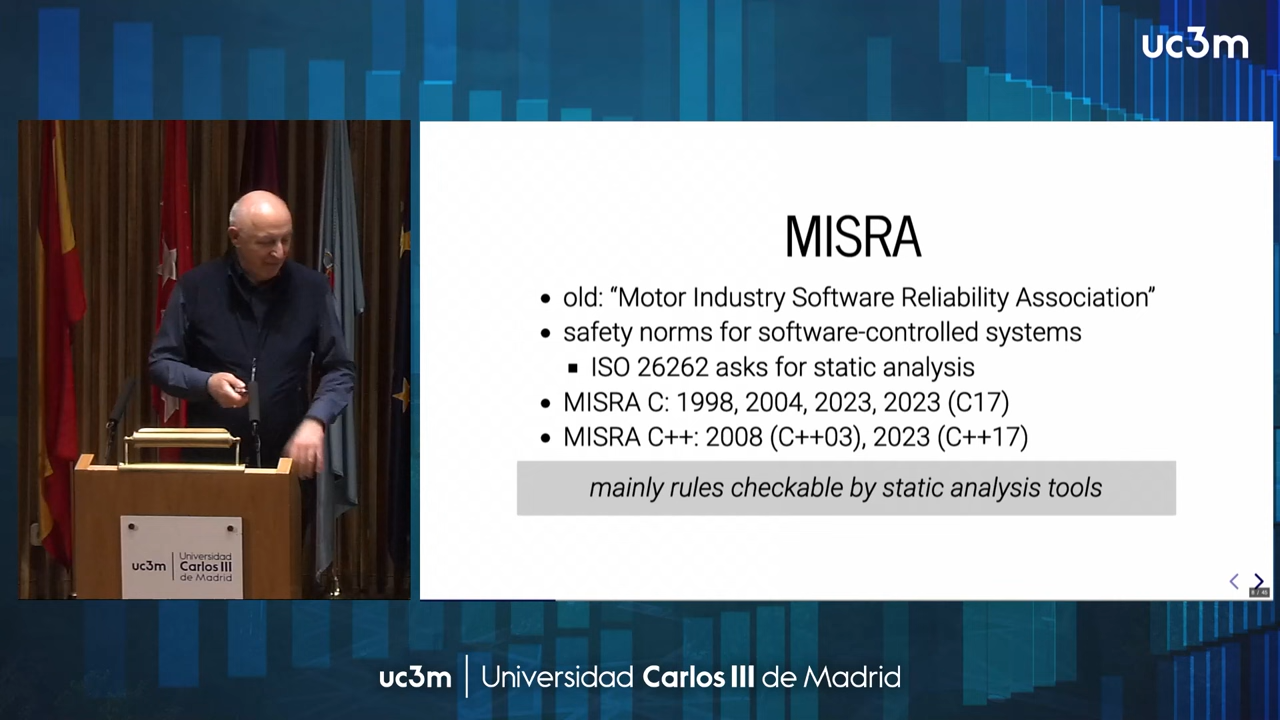 uc3m
MISRA
old: “Motor Industry Software Reliability Association”
safety norms for software-controlled systems
ISO 26262 asks for static analysis
MISRA C: 1998, 2004, 2023, 2023 (C17)
MISRA C++: 2008 (C++03), 2023 (C++17)
mainly rules checkable by static analysis tools
uc3m
Universidad
Carlos III
de Madrid
uc3m | Universidad Carlos III de Madrid